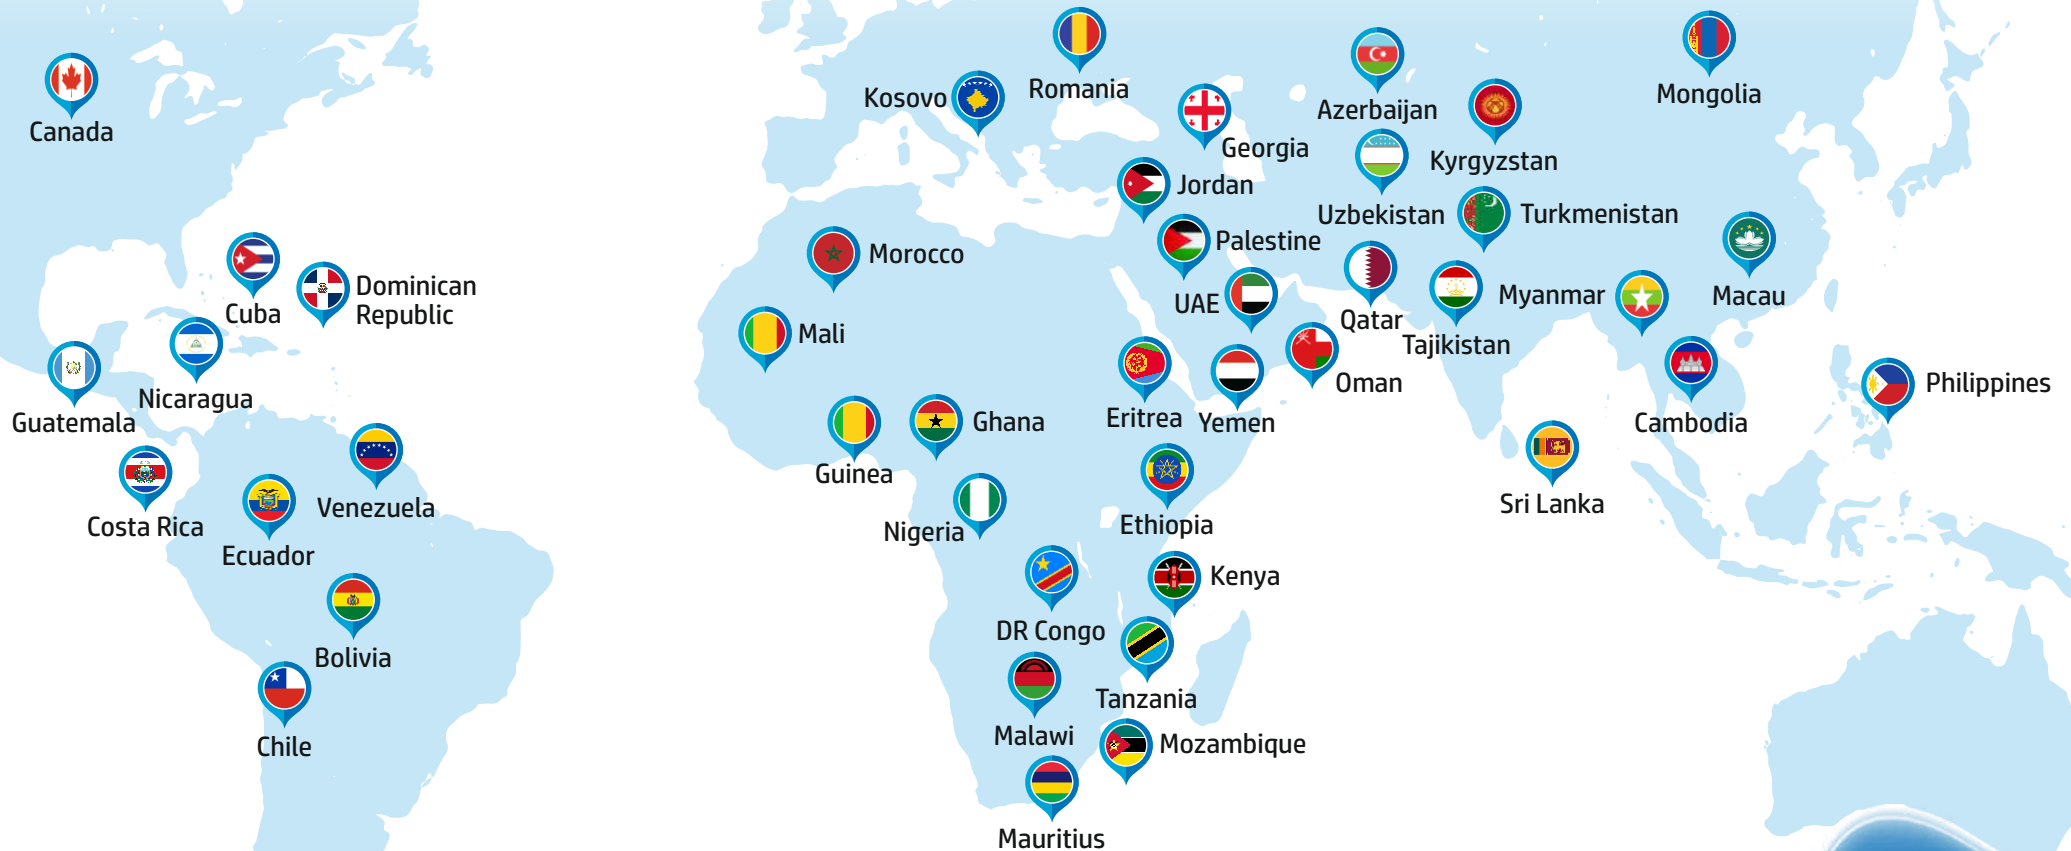 Canada
Cuba
Dominican
Republic
Nicaragua
Guatemala
Costa Rica
Venezuela
Ecuador
Bolivia
Chile
Romania
Kosovo
Georgia
Jordan
Palestine
UAE
Morocco
Mali
Guinea
Ghana
Nigeria
Eritrea
Yemen
Oman
Ethiopia
Kenya
DR Congo
Tanzania
Malawi
Mozambique
Mauritius
Azerbaijan
Kyrgyzstan
Uzbekistan
Turkmenistan
Qatar
Tajikistan
Mongolia
Myanmar
Macau
Cambodia
Philippines
Sri Lanka